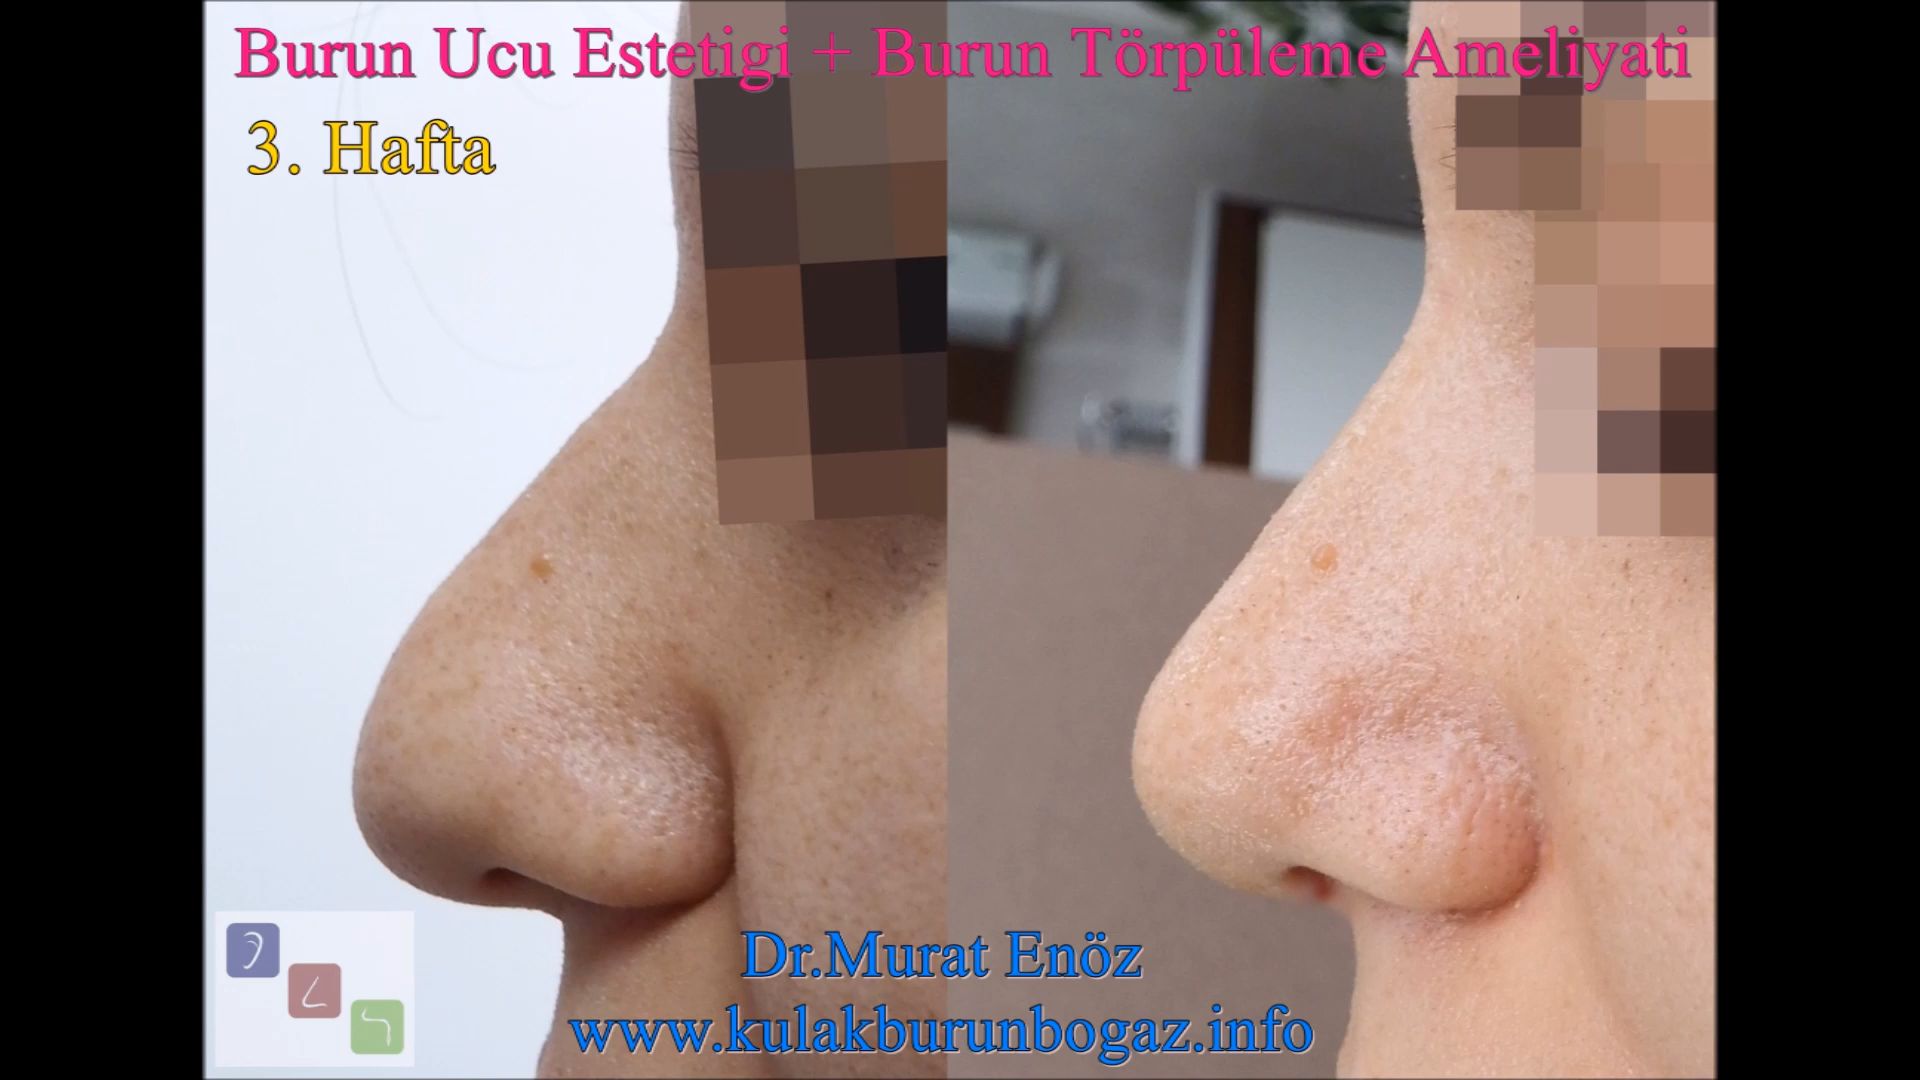 Burun Ucu Estetigi + Burun Törpüleme Ameliyati
3. Hafta
Dr.Murat Enöz
www.kulakburunbogaz.info